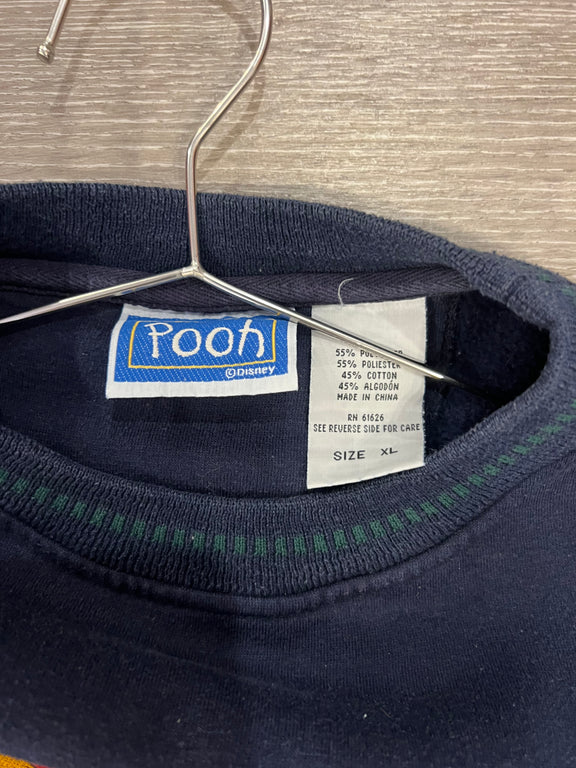 Pooh
©Disney
55% POLYESTER
55% POLIESTER
45% COTTON
45% ALGODÓN
MADE IN CHINA
RN 61626
SEE REVERSE SIDE FOR CARE
SIZE XL